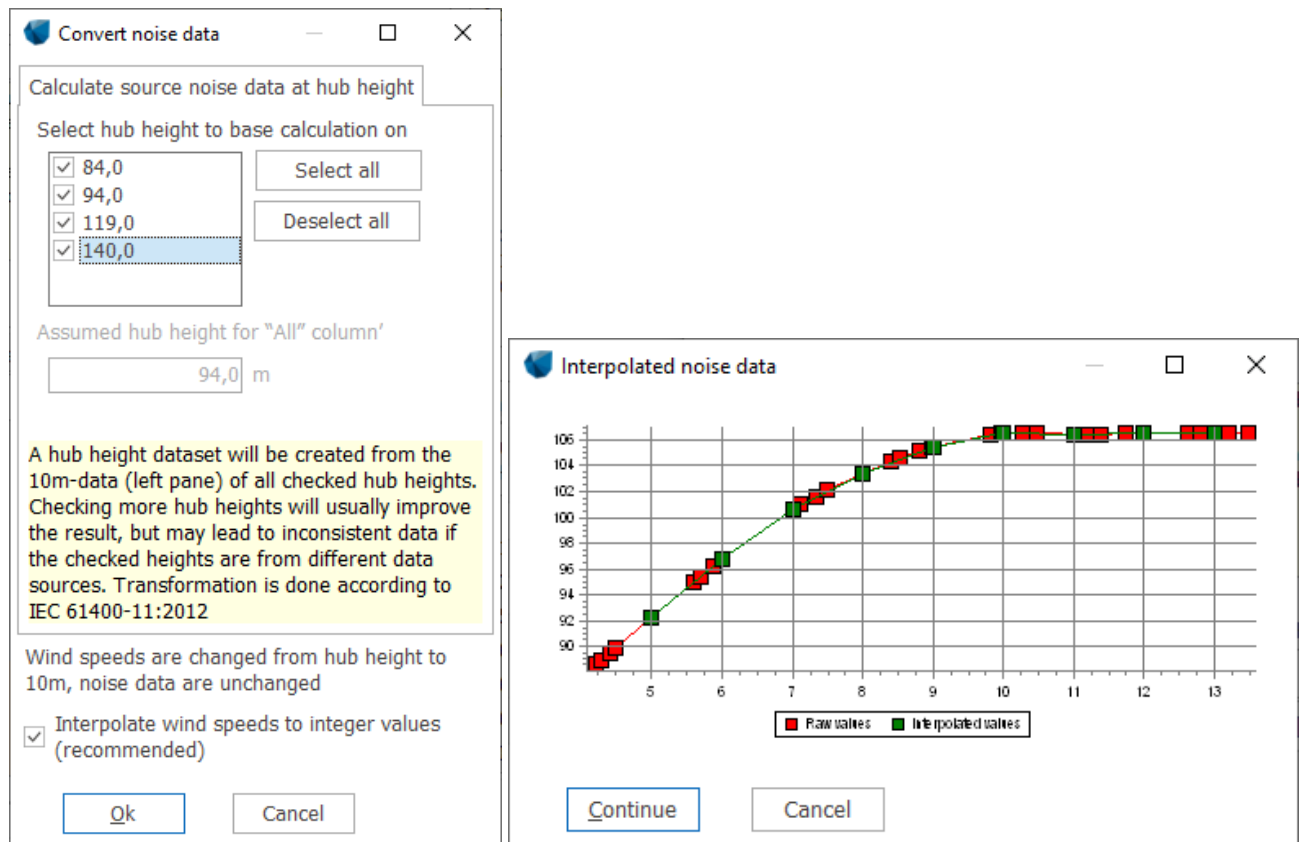 Convert noise data
Calculate source noise data at hub height
Select hub height to base calculation on
84,0
94,0
119,0
140,0
Select all
Deselect all
Assumed hub height for “All” column’
94,0 m
A hub height dataset will be created from the
10m-data (left pane) of all checked hub heights.
Checking more hub heights will usually improve
the result, but may lead to inconsistent data if
the checked heights are from different data
sources. Transformation is done according to
IEC 61400-11:2012
Wind speeds are changed from hub height to
10m, noise data are unchanged
Interpolate wind speeds to integer values
(recommended)
Ok
Cancel
Interpolated noise data
106
104
102
100
98
96
94
92
90
5 6 7 8 9 10 11 12 13
Raw values Interpolated values
Continue
Cancel